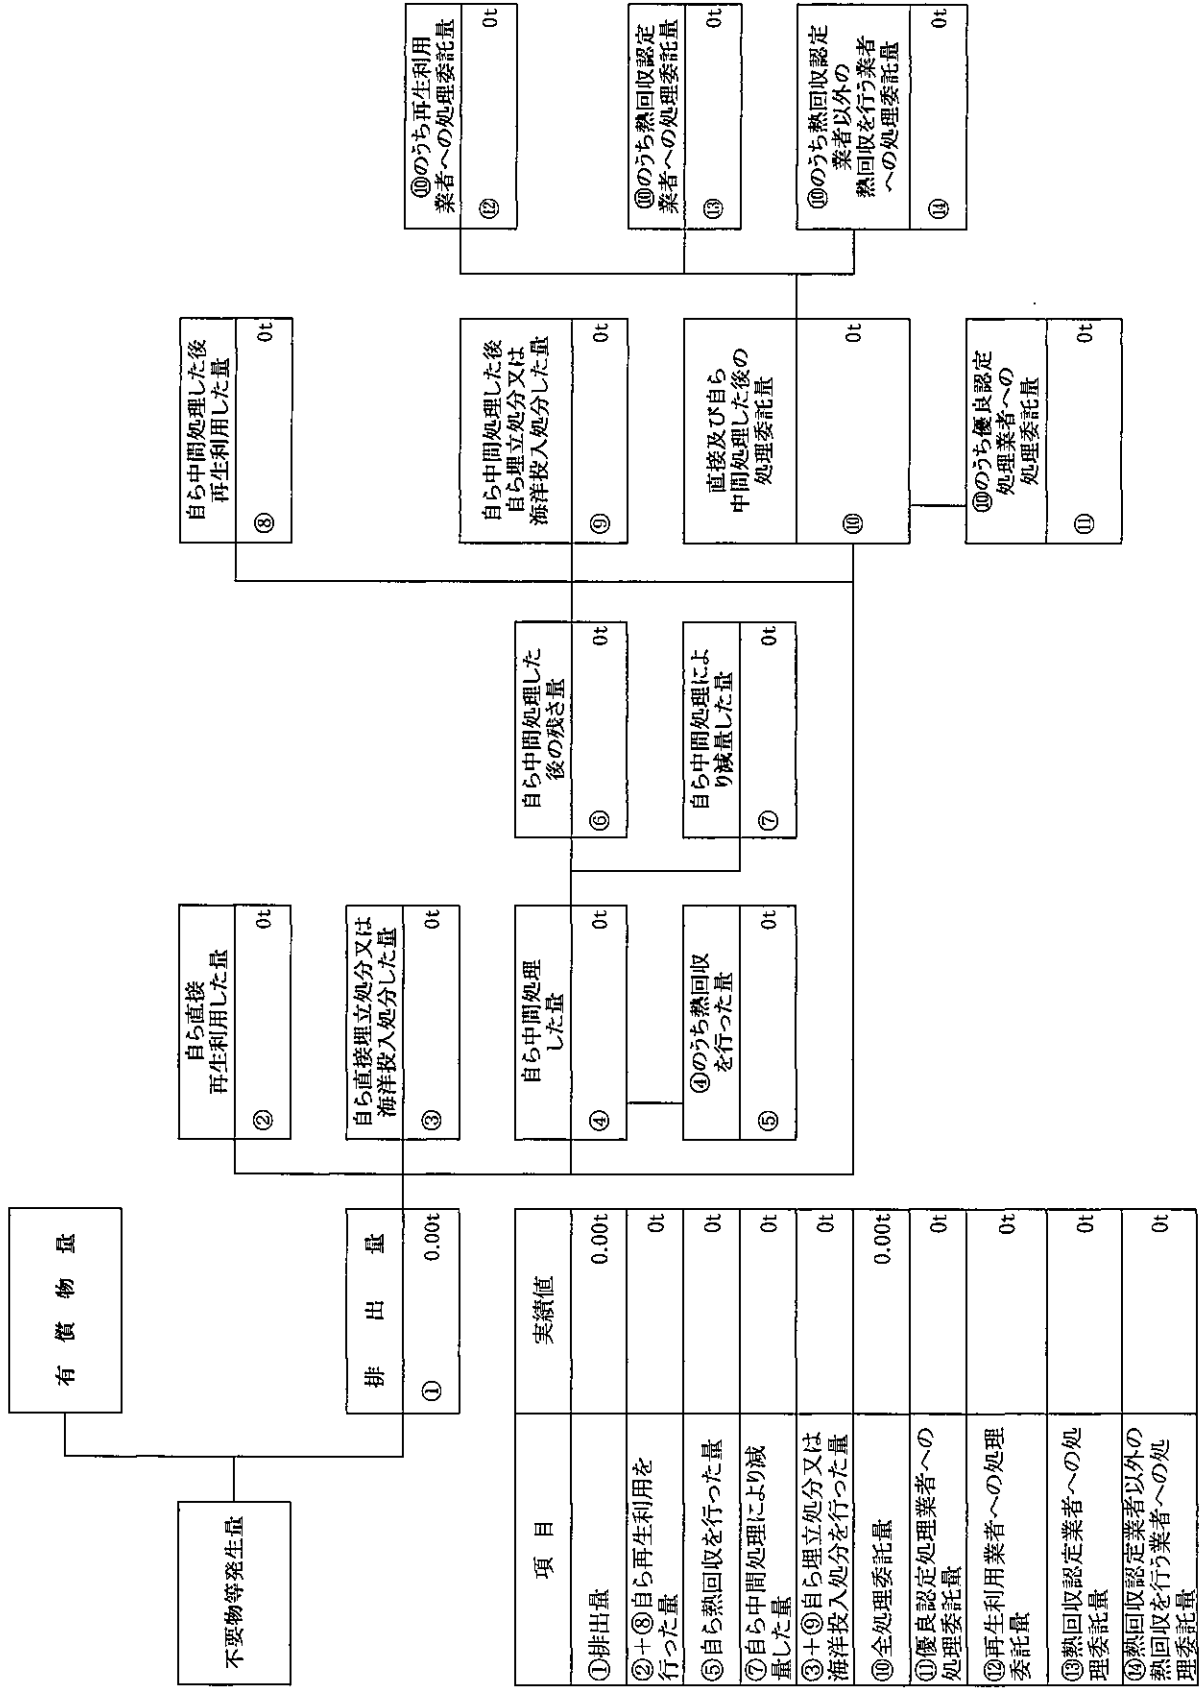 不要物等発生量
有償物量
排出量
① 0.00t
自ら直接
再生利用した量
② 0t
自ら直接埋立処分又は
海洋投入処分した量
③ 0t
自ら中間処理
した量
④ 0t
④のうち熱回収
を行った量
⑤ 0t
自ら中間処理した
後の残さ量
⑥ 0t
自ら中間処理によ
り減量した量
⑦ 0t
自ら中間処理した後
再生利用した量
⑧ 0t
自ら中間処理した後
自ら埋立処分又は
海洋投入処分した量
⑨ 0t
直接及び自ら
中間処理した後の
処理委託量
⑩ 0t
⑩のうち優良認定
処理業者への
処理委託量
⑪ 0t
⑩のうち再生利用
業者への処理委託量
⑫ 0t
⑩のうち熱回収認定
業者への処理委託量
⑬ 0t
⑩のうち熱回収認定
業者以外の
熱回収を行う業者
への処理委託量
⑭ 0t
項目 実績値
①排出量 0.00t
②+⑧自ら再生利用を
行った量 0t
⑤自ら熱回収を行った量 0t
⑦自ら中間処理により減
量した量 0t
③+⑨自ら埋立処分又は
海洋投入処分を行った量 0t
⑩全処理委託量 0.00t
⑪優良認定処理業者への
処理委託量 0t
⑫再生利用業者への処理
委託量 0t
⑬熱回収認定業者への処
理委託量 0t
⑭熱回収認定業者以外の
熱回収を行う業者への処
理委託量 0t